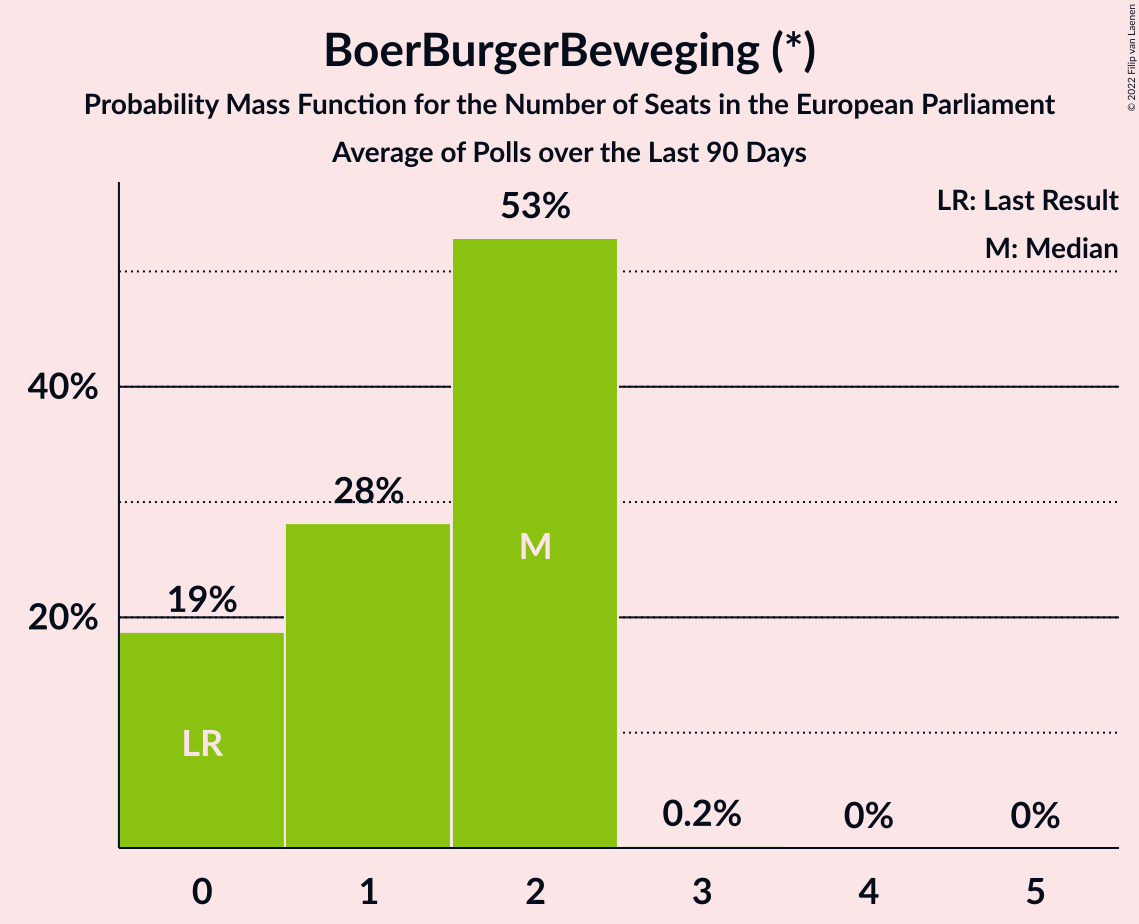 BoerBurgerBeweging (*)
Probability Mass Function for the Number of Seats in the European Parliament
Average of Polls over the Last 90 Days
© 2022 Filip van Laenen
LR: Last Result
M: Median
53%
40%
28%
M
19%
20%
LR
0.2%
0%
0%
0
1
2
3
4
5